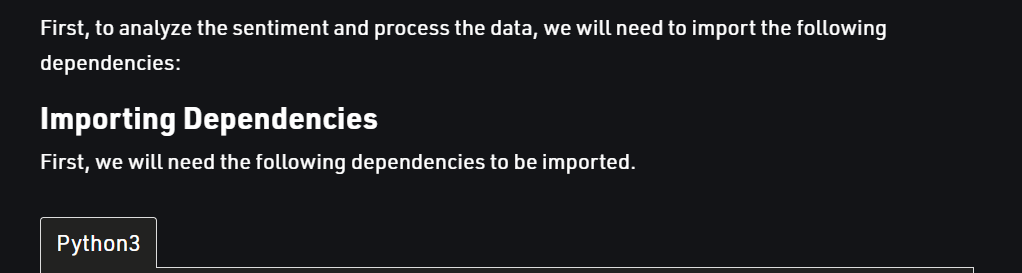 First, to analyze the sentiment and process the data, we will need to import the following
dependencies:
Importing Dependencies
First, we will need the following dependencies to be imported.
Python3